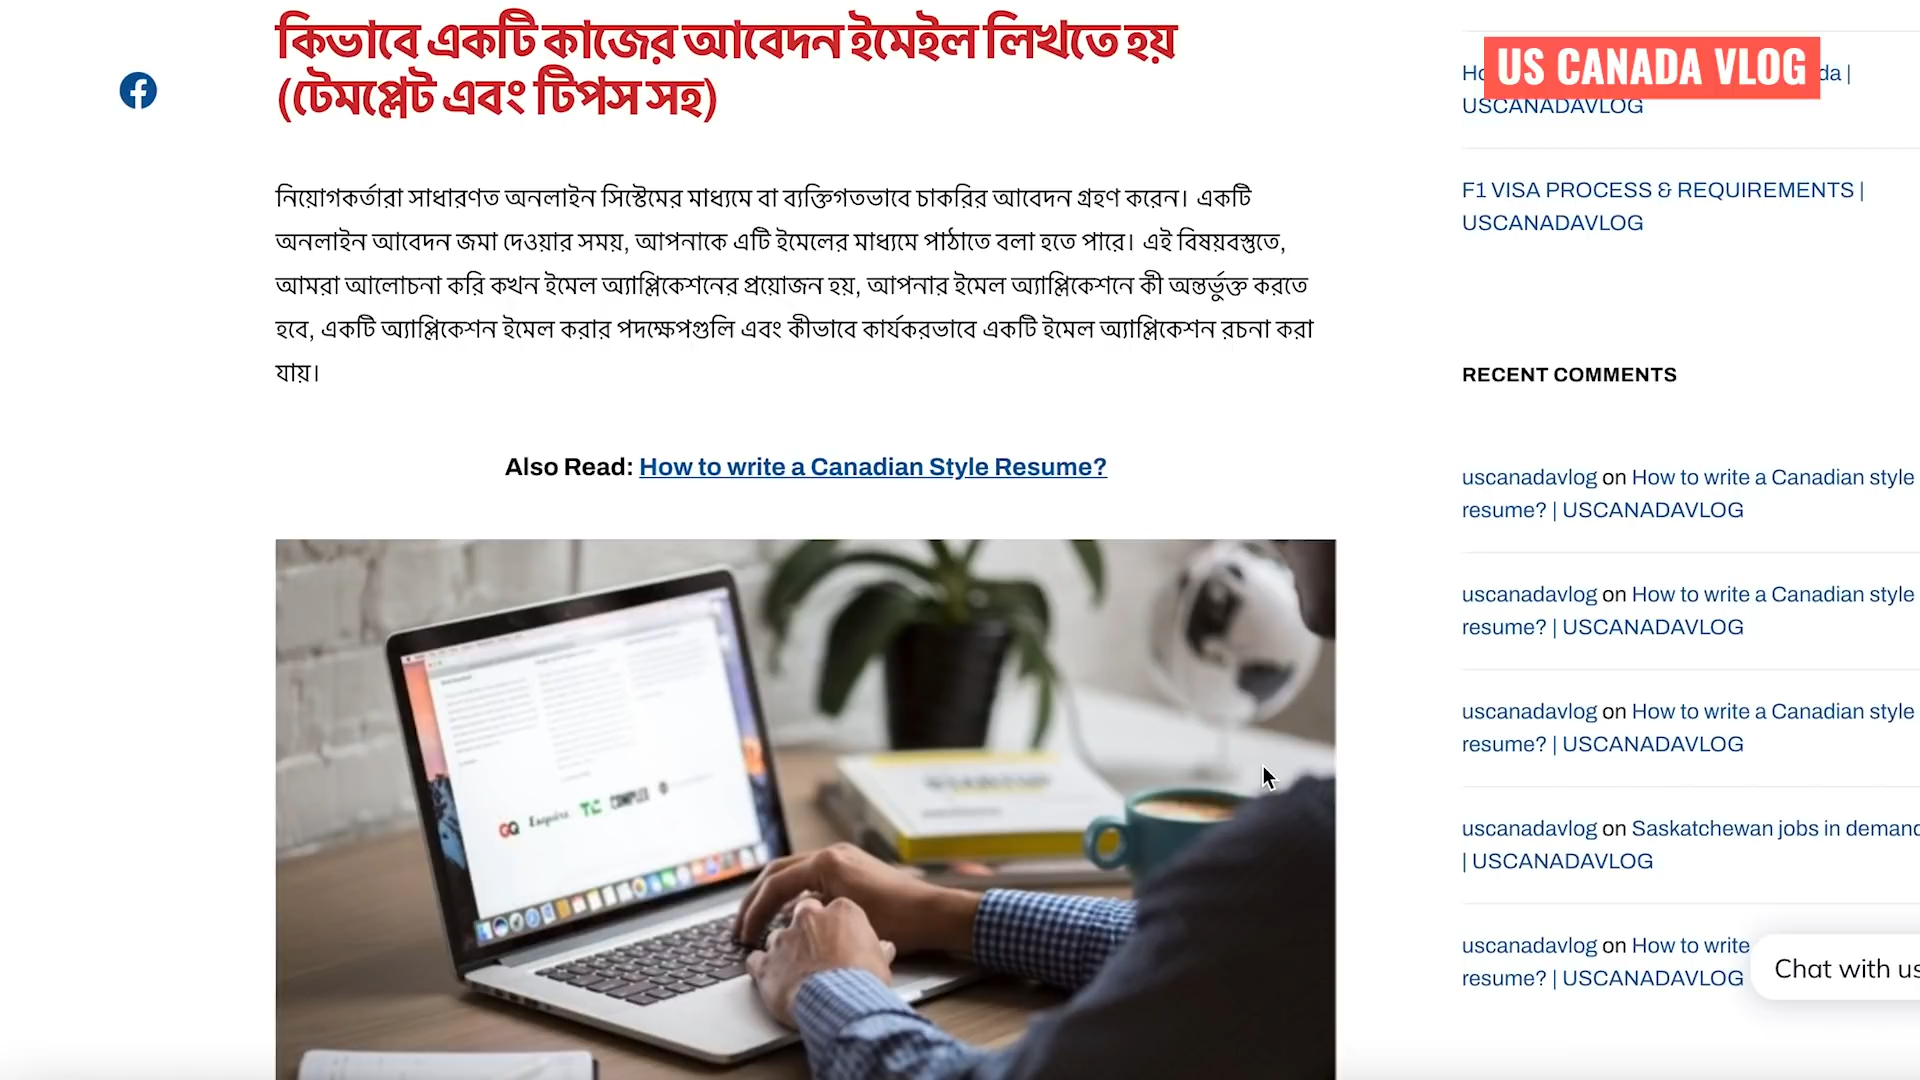 কিভাবে একটি কাজের আবেদন ইমেইল লিখতে হয়
(টেমপ্লেট এবং টিপস সহ)
নিয়োগকর্তারা সাধারণত অনলাইন সিস্টেমের মাধ্যমে বা ব্যক্তিগতভাবে চাকরির আবেদন গ্রহণ করেন। একটি
অনলাইন আবেদন জমা দেওয়ার সময়, আপনাকে এটি ইমেলের মাধ্যমে পাঠাতে বলা হতে পারে। এই বিষয়বস্তুতে,
আমরা আলোচনা করি কখন ইমেল অ্যাপ্লিকেশনের প্রয়োজন হয়, আপনার ইমেল অ্যাপ্লিকেশনে কী অন্তর্ভুক্ত করতে
হবে, একটি অ্যাপ্লিকেশন ইমেল করার পদক্ষেপগুলি এবং কীভাবে কার্যকরভাবে একটি ইমেল অ্যাপ্লিকেশন রচনা করা
যায়।
Also Read: How to write a Canadian Style Resume?
GQ Esquire TC COMPLEX
US CANADA VLOG
USCANADAVLOG
F1 VISA PROCESS & REQUIREMENTS |
USCANADAVLOG
RECENT COMMENTS
uscanadavlog on How to write a Canadian style
resume? | USCANADAVLOG
uscanadavlog on How to write a Canadian style
resume? | USCANADAVLOG
uscanadavlog on How to write a Canadian style
resume? | USCANADAVLOG
uscanadavlog on Saskatchewan jobs in demand
| USCANADAVLOG
uscanadavlog on How to write
resume? | USCANADAVLOG
Chat with us